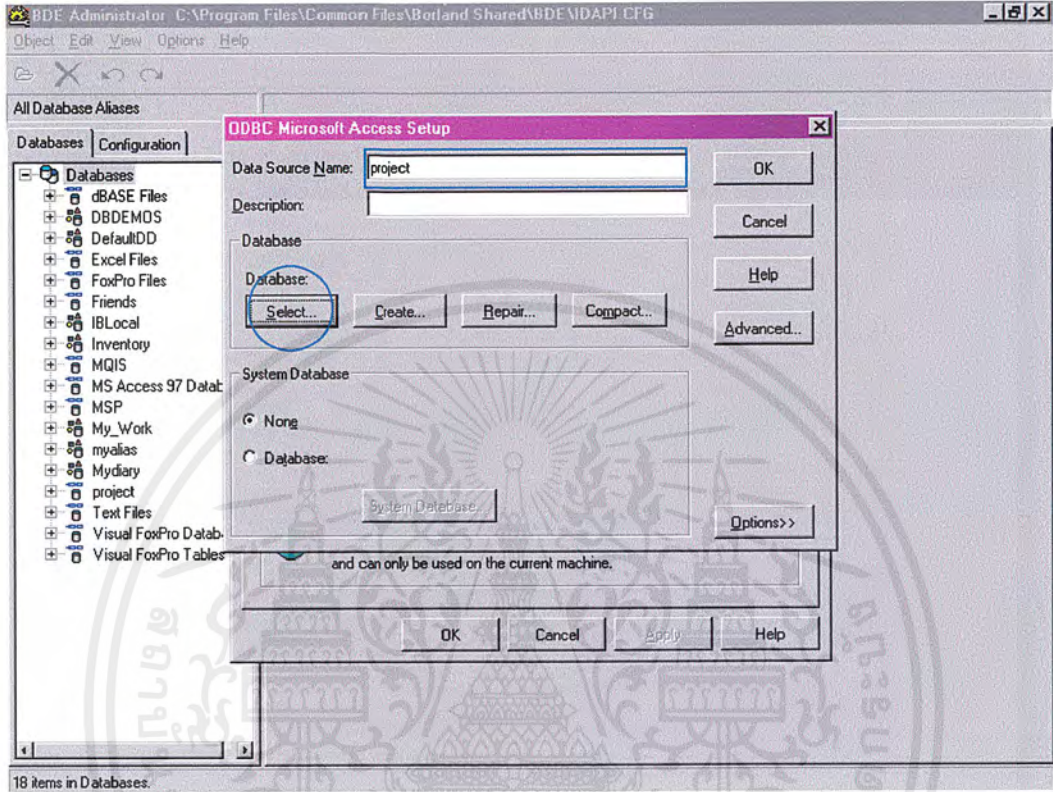 BDE Administrator C:\Program Files\Common Files\Borland Shared\BDE\IDAPI.CFG
Object Edit View Options Help
All Database Aliases
Databases Configuration
Databases
dBASE Files
DBDEMOS
DefaultDD
Excel Files
FoxPro Files
Friends
IBLocal
Inventory
MQIS
MS Access 97 Datab
MSP
My_Work
myalias
Mydiary
project
Text Files
Visual FoxPro Datab
Visual FoxPro Tables
ODBC Microsoft Access Setup
Data Source Name: project
OK
Description:
Cancel
Database
Database:
Help
Select... Create... Repair... Compact...
Advanced...
System Database
None
Database:
System Database...
Options>>
and can only be used on the current machine.
OK Cancel Apply Help
18 items in Databases.